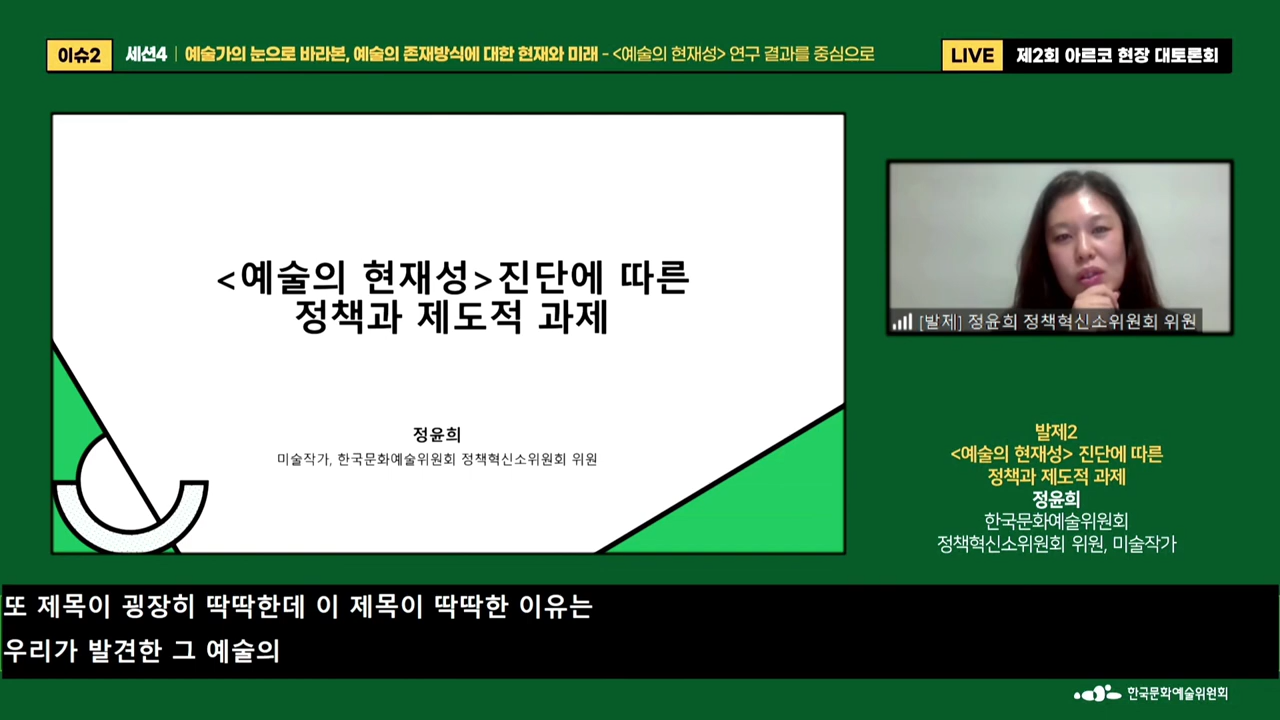 이슈2 세션4 | 예술가의 눈으로 바라본, 예술의 존재방식에 대한 현재와 미래 - <예술의 현재성> 연구 결과를 중심으로
LIVE 제2회 아르코 현장 대토론회
<예술의 현재성>진단에 따른
정책과 제도적 과제
정윤희
미술작가, 한국문화예술위원회 정책혁신소위원회 위원
[발제] 정윤희 정책혁신소위원회 위원
발제2
<예술의 현재성> 진단에 따른
정책과 제도적 과제
정윤희
한국문화예술위원회
정책혁신소위원회 위원, 미술작가
또 제목이 굉장히 딱딱한데 이 제목이 딱딱한 이유는
우리가 발견한 그 예술의
한국문화예술위원회